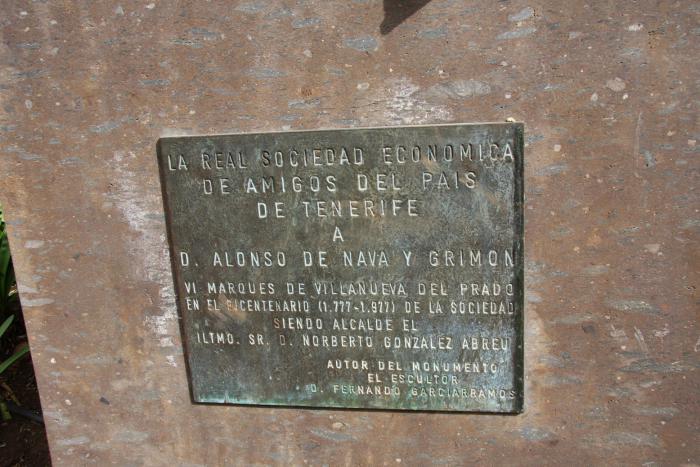 LA REAL SOCIEDAD ECONOMICA
DE AMIGOS DEL PAIS
DE TENERIFE
A
D. ALONSO DE NAVA Y GRIMON
VI MARQUES DE VILLANUEVA DEL PRADO
EN EL BICENTENARIO (1.777-1.977) DE LA SOCIEDAD
SIENDO ALCALDE EL
ILTMO. SR. D. NORBERTO GONZALEZ ABREU
AUTOR DEL MONUMENTO
EL ESCULTOR
D. FERNANDO GARCIARRAMOS